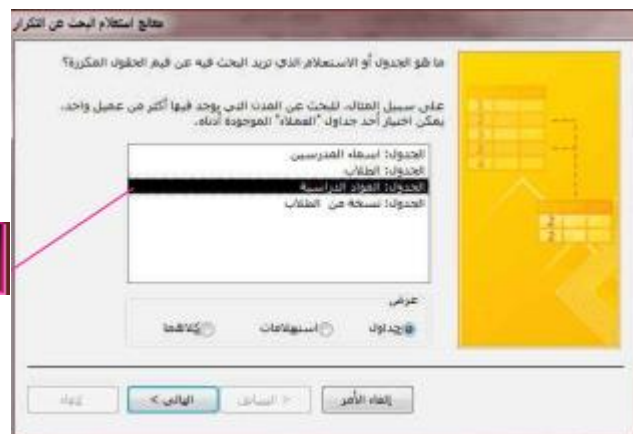 معالج استعلام البحث عن التكرار
ما هو الجدول أو الاستعلام الذي تريد البحث فيه عن قيم الحقول المكررة؟
على سبيل المثال، للبحث عن المدن التي يوجد فيها أكثر من عميل واحد،
يمكن اختيار أحد جداول "العملاء" الموجودة أدناه.
الجدول: اسماء المدرسين
الجدول: الطلاب
الجدول: المواد الدراسية
الجدول: نسخة من الطلاب
عرض
جداول استعلامات كلاهما
إلغاء الأمر < السابق التالي > إنهاء